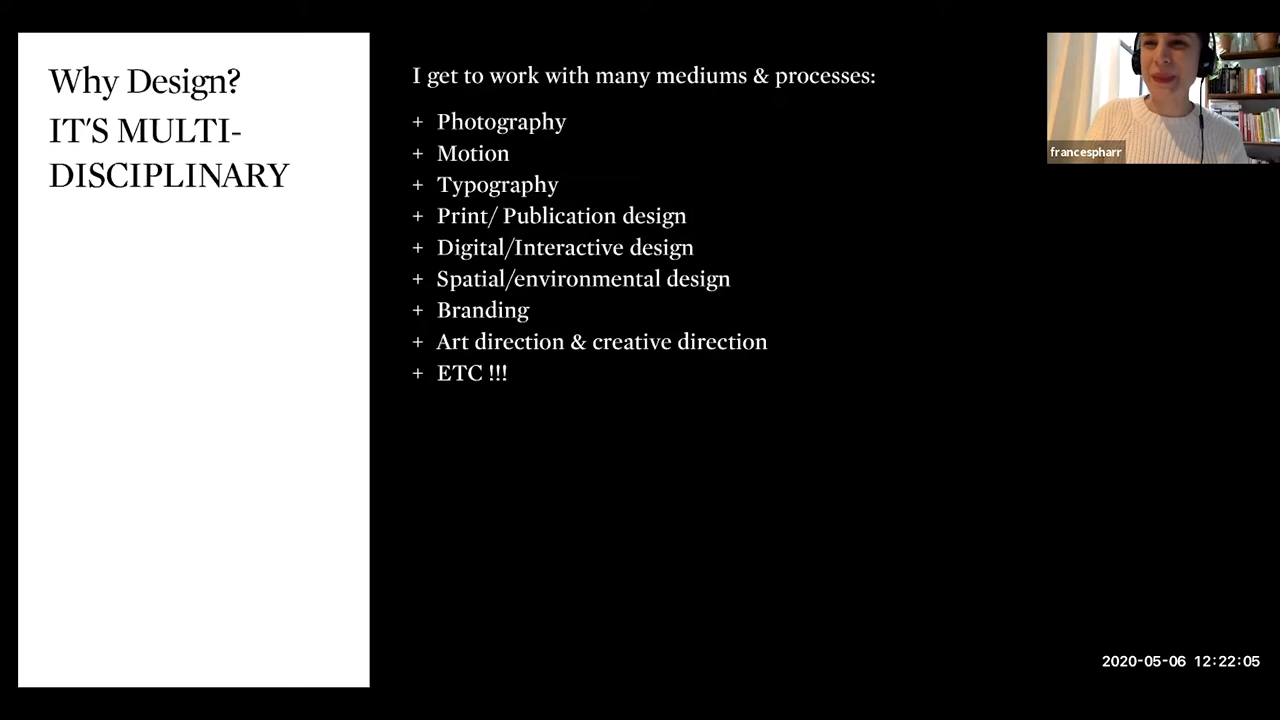 Why Design?
IT'S MULTI-
DISCIPLINARY
I get to work with many mediums & processes:
+ Photography
+ Motion
+ Typography
+ Print/ Publication design
+ Digital/Interactive design
+ Spatial/environmental design
+ Branding
+ Art direction & creative direction
+ ETC !!!
francespharr
2020-05-06 12:22:05